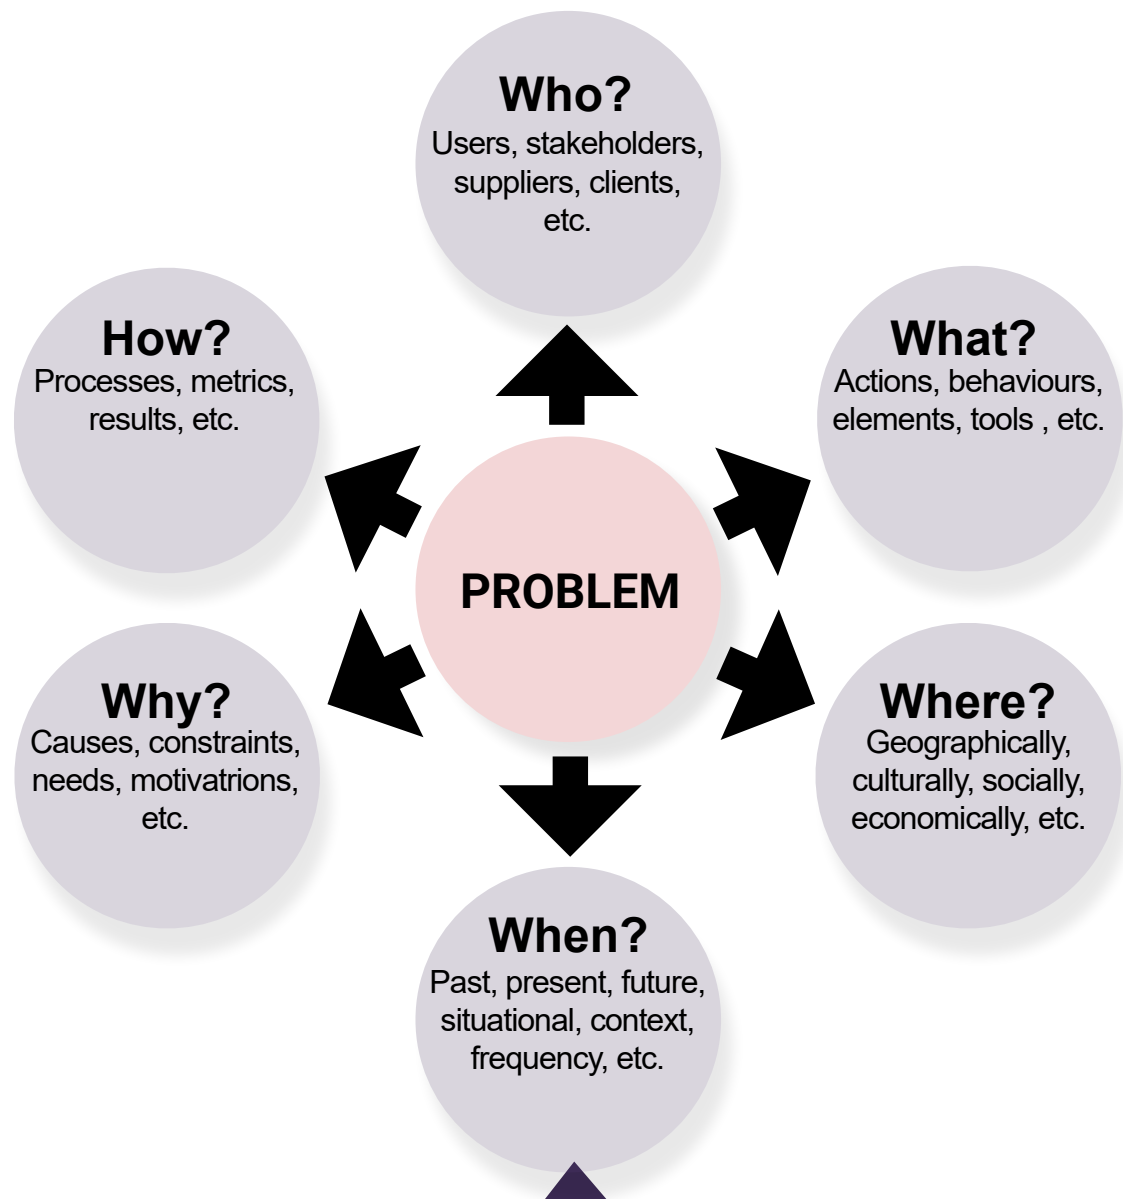 Who?
Users, stakeholders,
suppliers, clients,
etc.
How?
Processes, metrics,
results, etc.
What?
Actions, behaviours,
elements, tools , etc.
PROBLEM
Why?
Causes, constraints,
needs, motivatrions,
etc.
Where?
Geographically,
culturally, socially,
economically, etc.
When?
Past, present, future,
situational, context,
frequency, etc.